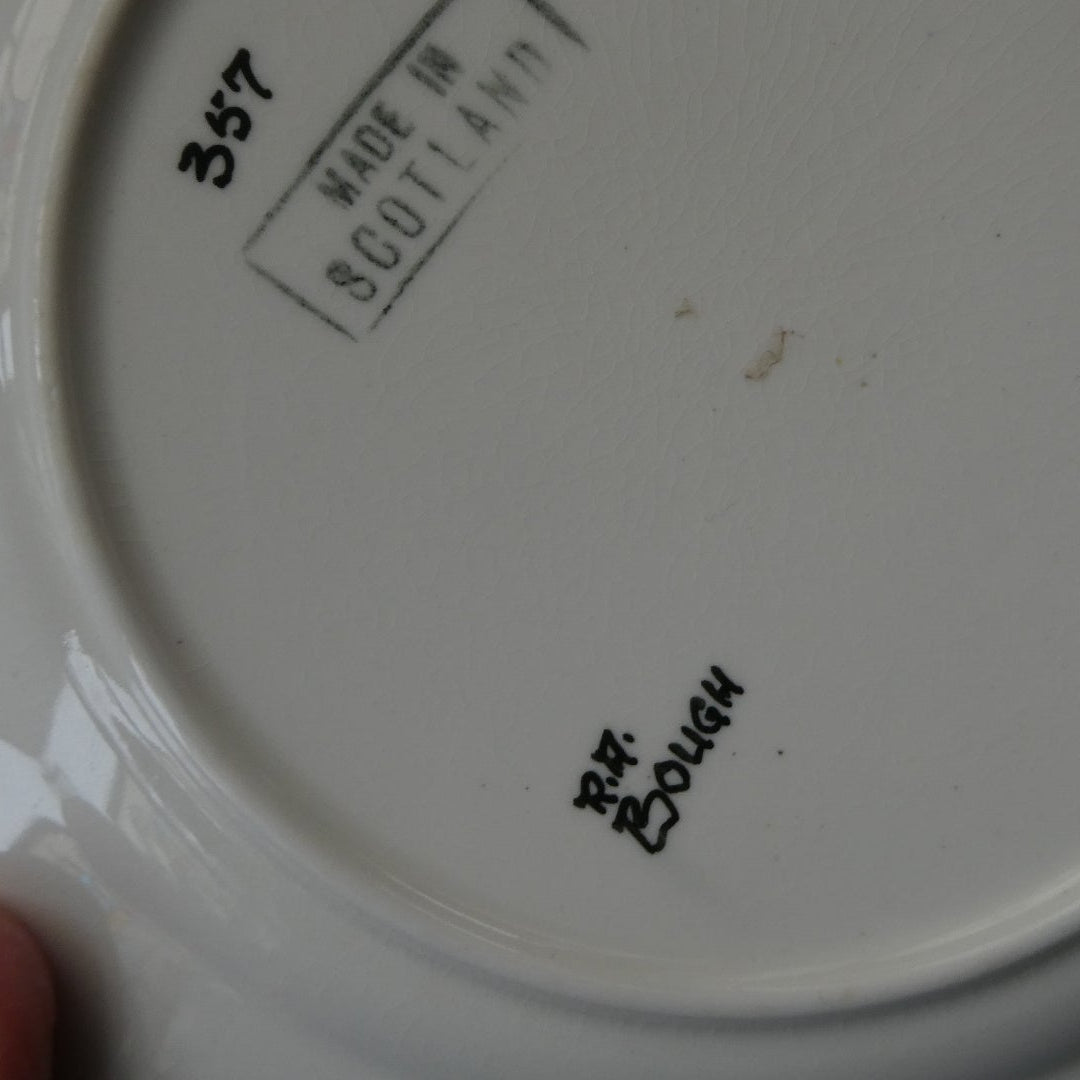 357
MADE IN
SCOTLAND
R.A.
BOUGH